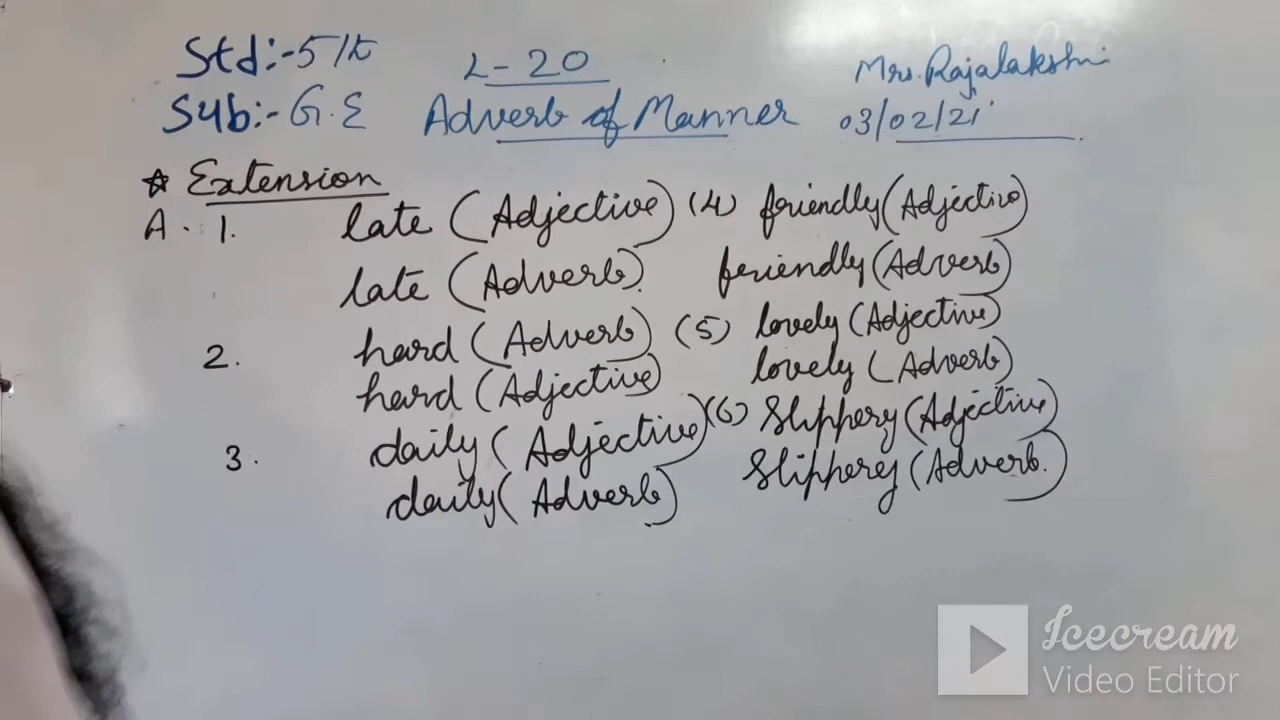 Std:-5th
L-20
Mrs. Rajalakshmi
Sub:- G.E
Adverb of Manner
03/02/21
☆ Extension
A. 1. late (Adjective)
late (Adverb)
2. hard (Adverb)
hard (Adjective)
3. daily (Adjective)
daily (Adverb)
(4) friendly (Adjective)
friendly (Adverb)
(5) lovely (Adjective)
lovely (Adverb)
(6) Slippery (Adjective)
Slippery (Adverb.)
Icecream
Video Editor